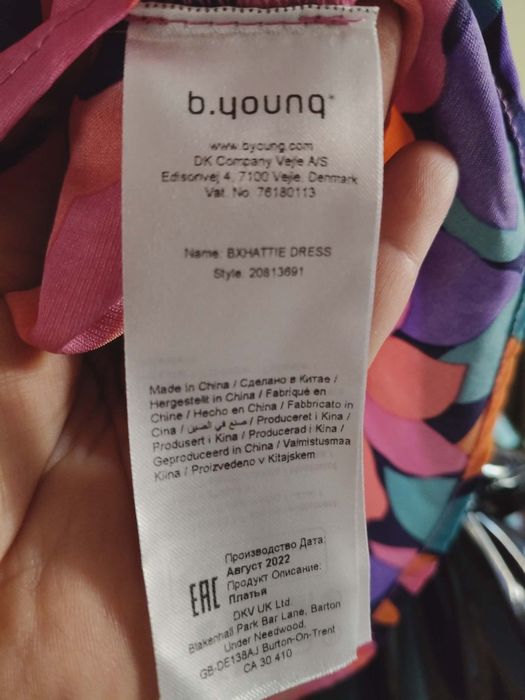 b.young
www.byoung.com
DK Company Vejle A/S
Edisonvej 4, 7100 Vejle, Denmark
Vat. No. 76180113
Name: BXHATTIE DRESS
Style: 20813691
Made in China / Сделано в Китае /
Hergestellt in China / Fabriqué en
Chine / Hecho en China / Fabbricato in
Cina / صنع في الصين / Produceret i Kina /
Produsert i Kina / Producerad i Kina /
Geproduceerd in China / Valmistusmaa
Kiina / Proizvedeno v Kitajskem
EAC
Производство Дата:
Август 2022
Продукт Описание:
Платья
DKV UK Ltd.
Blakenhall Park Bar Lane, Barton
Under Needwood,
GB-DE138AJ Burton-On-Trent
CA 30 410